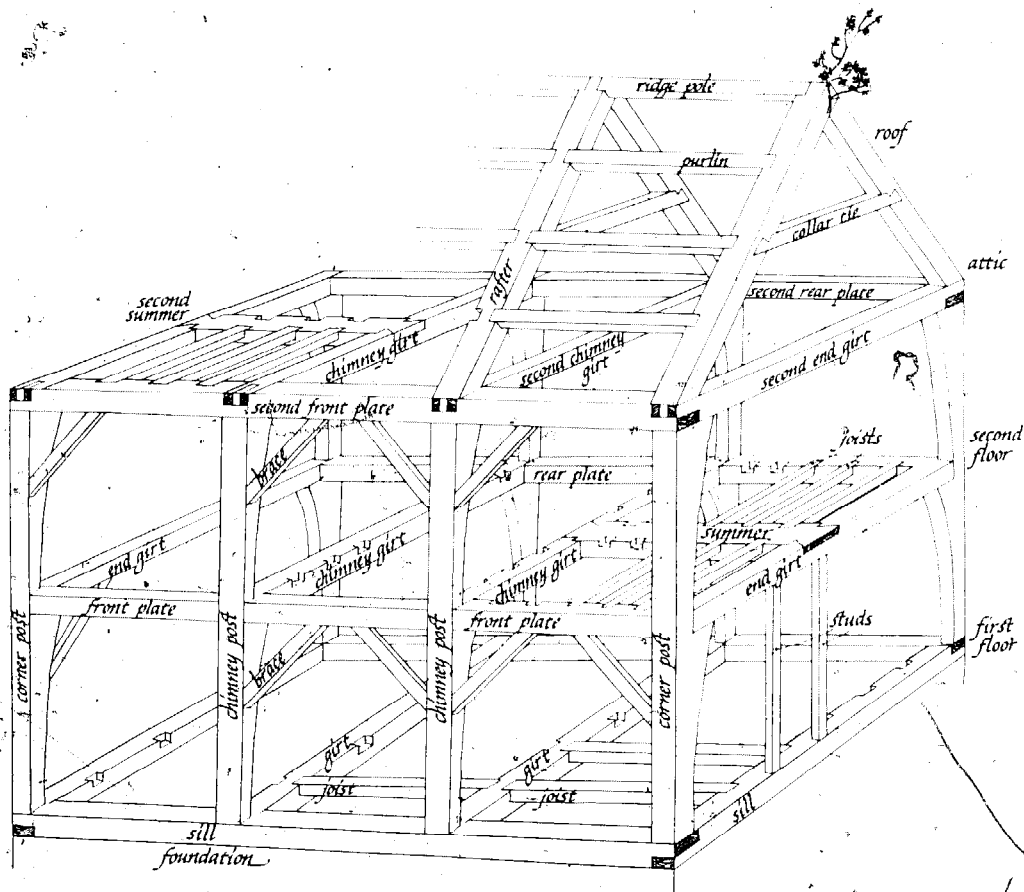 ridge pole
roof
purlin
collar tie
attic
rafter
second rear plate
second
summer
chimney girt
second chimney
girt
second end girt
second front plate
joists
second
floor
brace
rear plate
summer
end girt
chimney girt
chimney girt
end girt
front plate
front plate
studs
first
floor
corner post
chimney post
brace
chimney post
corner post
girt
girt
joist
joist
sill
sill
foundation